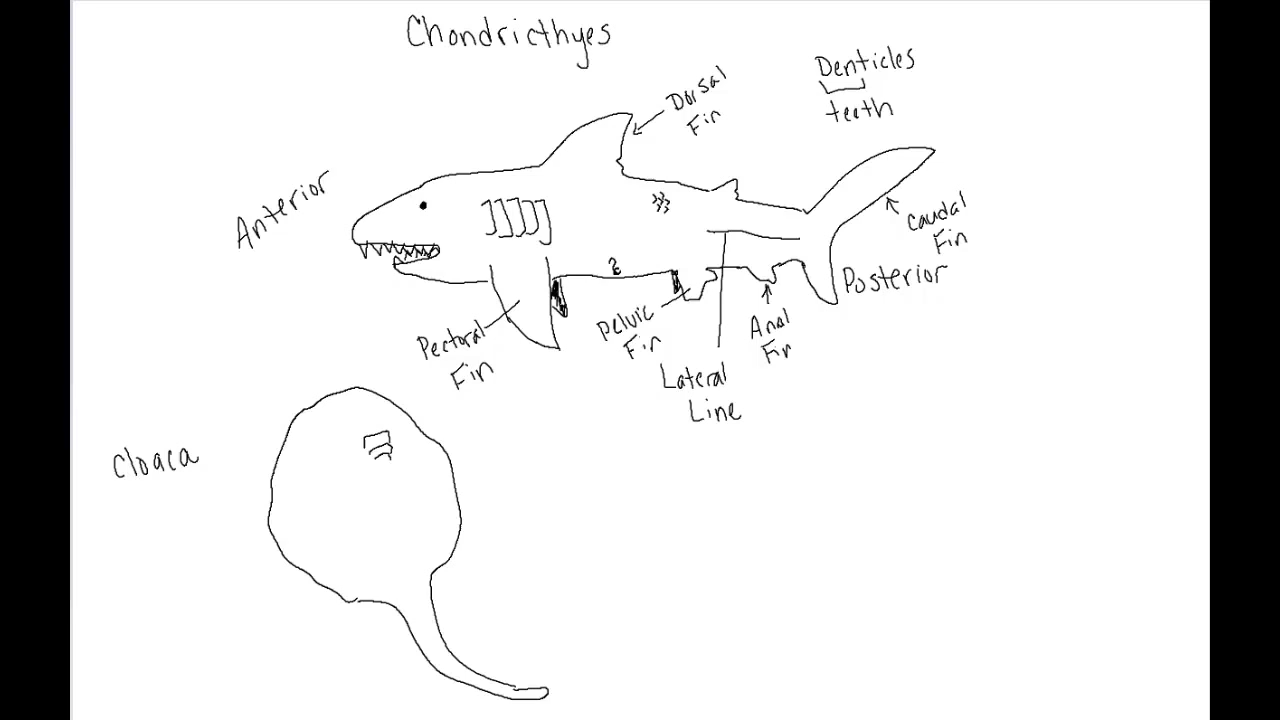 Chondricthyes
Denticles
teeth
Dorsal
Fin
Anterior
Caudal
Fin
Posterior
Pectoral
Fin
Pelvic
Fin
Anal
Fin
Lateral
Line
Cloaca